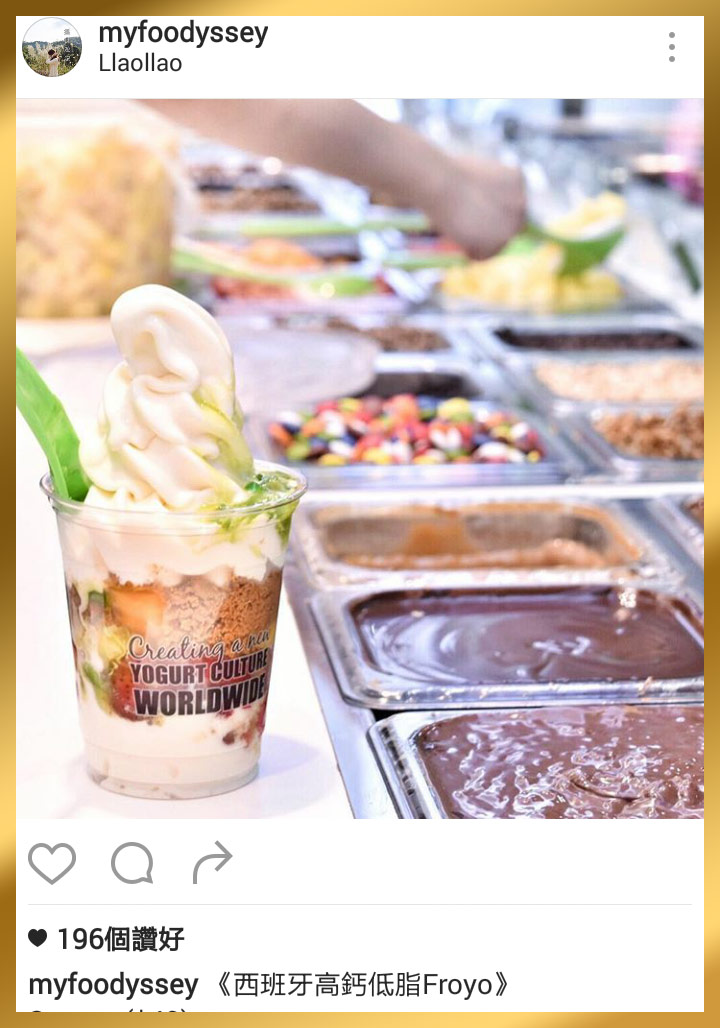 myfoodyssey
Llaollao
Creating a new
YOGURT CULTURE
WORLDWIDE
196個讚好
myfoodyssey 《西班牙高鈣低脂Froyo》